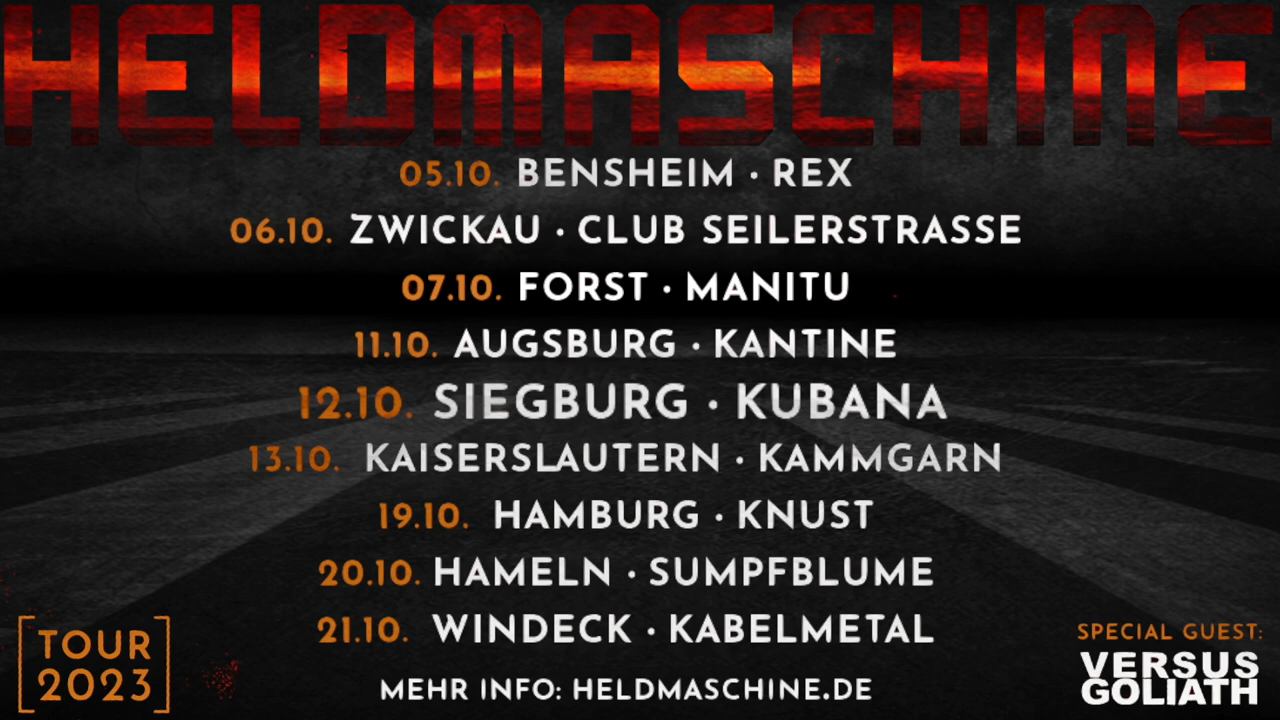 HELDMASCHINE
05.10. BENSHEIM · REX
06.10. ZWICKAU · CLUB SEILERSTRASSE
07.10. FORST · MANITU
11.10. AUGSBURG · KANTINE
12.10. SIEGBURG · KUBANA
13.10. KAISERSLAUTERN · KAMMGARN
19.10. HAMBURG · KNUST
20.10. HAMELN · SUMPFBLUME
21.10. WINDECK · KABELMETAL
MEHR INFO: HELDMASCHINE.DE
TOUR
2023
SPECIAL GUEST:
VERSUS
GOLIATH